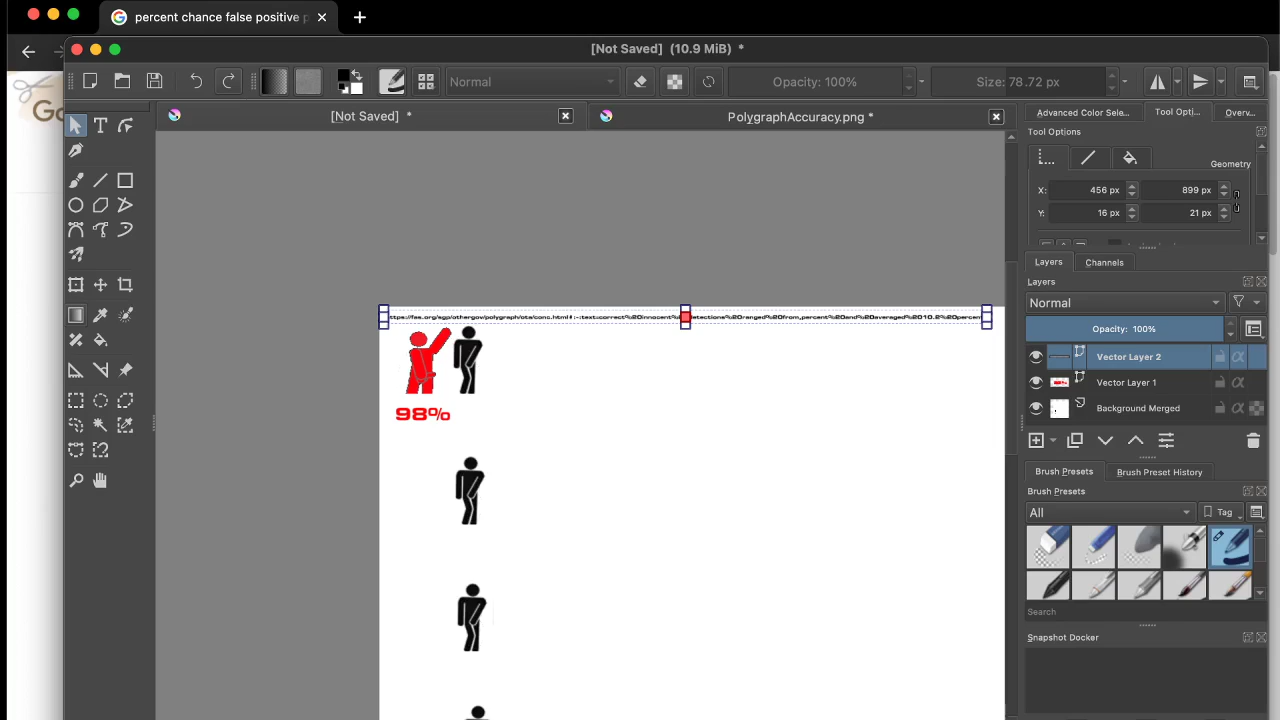 percent chance false positive p
[Not Saved] (10.9 MiB) *
Normal
Opacity: 100%
Size: 78.72 px
[Not Saved] *
PolygraphAccuracy.png *
Advanced Color Sele...
Tool Opti...
Overv...
Tool Options
Geometry
X: 456 px 899 px
Y: 16 px 21 px
Layers Channels
Layers
Normal
Opacity: 100%
Vector Layer 2
Vector Layer 1
Background Merged
Brush Presets Brush Preset History
Brush Presets
All
Tag
Search
Snapshot Docker
Go
98%